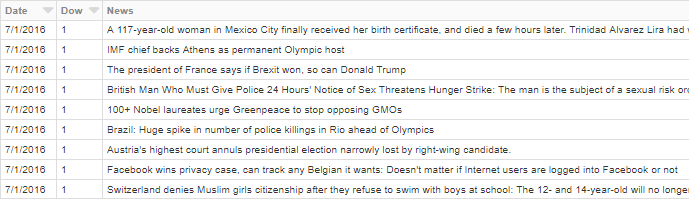 Date Dow News
7/1/2016 1 A 117-year-old woman in Mexico City finally received her birth certificate, and died a few hours later. Trinidad Alvarez Lira had
7/1/2016 1 IMF chief backs Athens as permanent Olympic host
7/1/2016 1 The president of France says if Brexit won, so can Donald Trump
7/1/2016 1 British Man Who Must Give Police 24 Hours' Notice of Sex Threatens Hunger Strike: The man is the subject of a sexual risk
7/1/2016 1 100+ Nobel laureates urge Greenpeace to stop opposing GMOs
7/1/2016 1 Brazil: Huge spike in number of police killings in Rio ahead of Olympics
7/1/2016 1 Austria's highest court annuls presidential election narrowly lost by right-wing candidate.
7/1/2016 1 Facebook wins privacy case, can track any Belgian it wants: Doesn't matter if Internet users are logged into Facebook or not
7/1/2016 1 Switzerland denies Muslim girls citizenship after they refuse to swim with boys at school: The 12- and 14-year-old will no